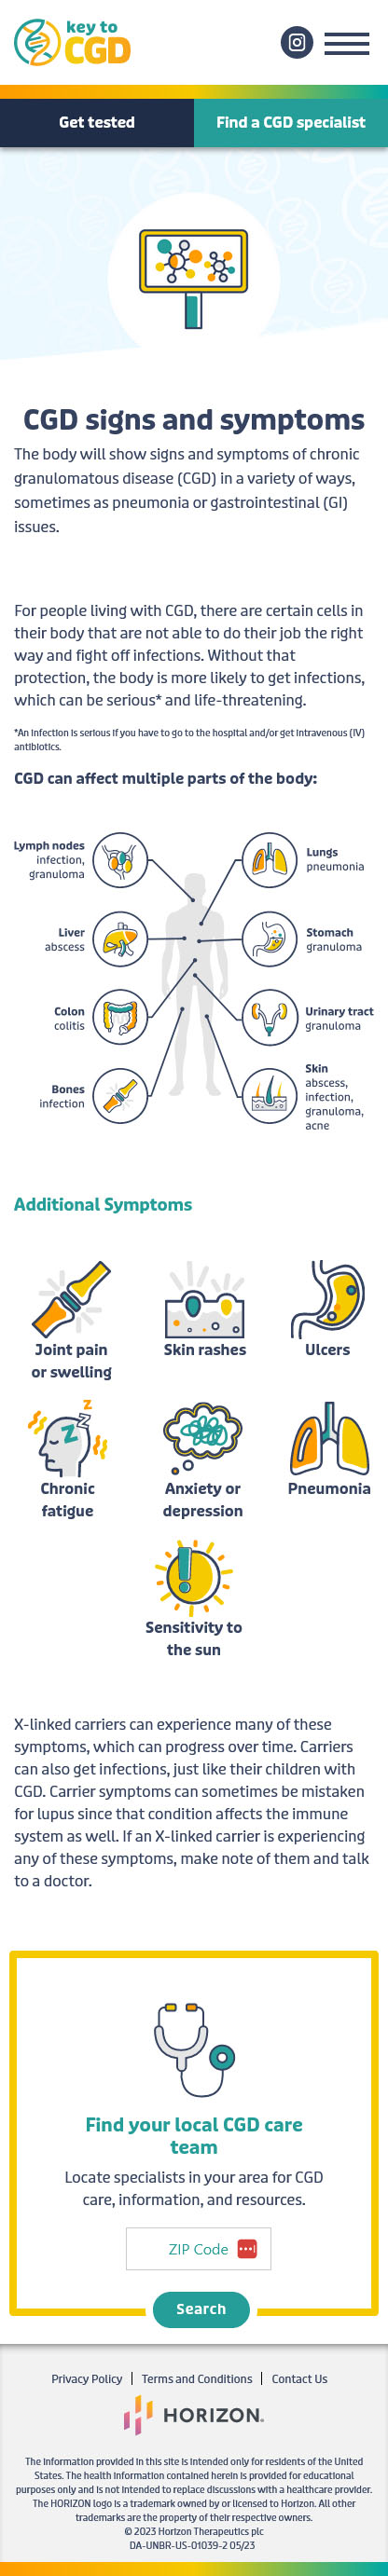 key to
CGD
Get tested
Find a CGD specialist
CGD signs and symptoms
The body will show signs and symptoms of chronic
granulomatous disease (CGD) in a variety of ways,
sometimes as pneumonia or gastrointestinal (GI)
issues.
For people living with CGD, there are certain cells in
their body that are not able to do their job the right
way and fight off infections. Without that
protection, the body is more likely to get infections,
which can be serious* and life-threatening.
*An infection is serious if you have to go to the hospital and/or get intravenous (IV)
antibiotics.
CGD can affect multiple parts of the body:
Lymph nodes
infection,
granuloma
Lungs
pneumonia
Liver
abscess
Stomach
granuloma
Colon
colitis
Urinary tract
granuloma
Bones
infection
Skin
abscess,
infection,
granuloma,
acne
Additional Symptoms
Joint pain
or swelling
Skin rashes
Ulcers
Z
Z
Z
Chronic
fatigue
Anxiety or
depression
Pneumonia
Sensitivity to
the sun
X-linked carriers can experience many of these
symptoms, which can progress over time. Carriers
can also get infections, just like their children with
CGD. Carrier symptoms can sometimes be mistaken
for lupus since that condition affects the immune
system as well. If an X-linked carrier is experiencing
any of these symptoms, make note of them and talk
to a doctor.
Find your local CGD care
team
Locate specialists in your area for CGD
care, information, and resources.
ZIP Code
Search
Privacy Policy | Terms and Conditions | Contact Us
HORIZON
The information provided in this site is intended only for residents of the United
States. The health information contained herein is provided for educational
purposes only and is not intended to replace discussions with a healthcare provider.
The HORIZON logo is a trademark owned by or licensed to Horizon. All other
trademarks are the property of their respective owners.
© 2023 Horizon Therapeutics plc
DA-UNBR-US-01039-2 05/23